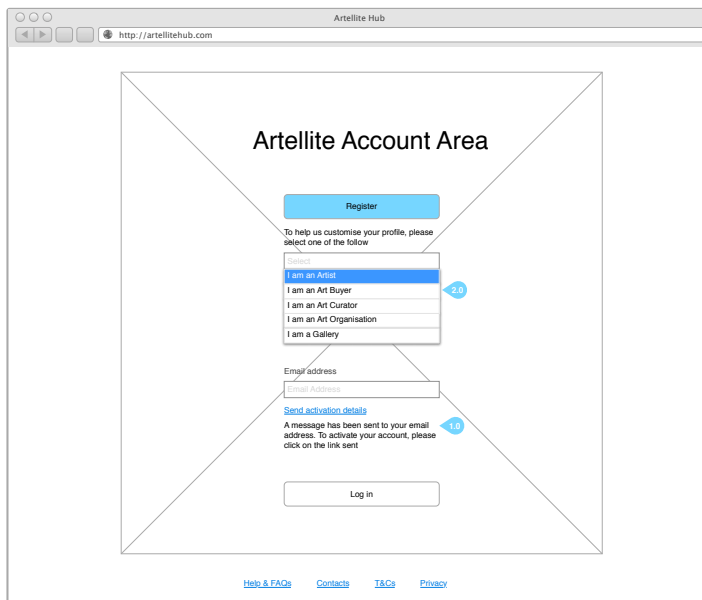 Artellite Hub
http://artellitehub.com
Artellite Account Area
Register
To help us customise your profile, please
select one of the follow
Select
I am an Artist
I am an Art Buyer
2.0
I am an Art Curator
I am an Art Organisation
I am a Gallery
Email address
Email Address
Send activation details
A message has been sent to your email
address. To activate your account, please
click on the link sent
1.0
Log in
Help & FAQs Contacts T&Cs Privacy